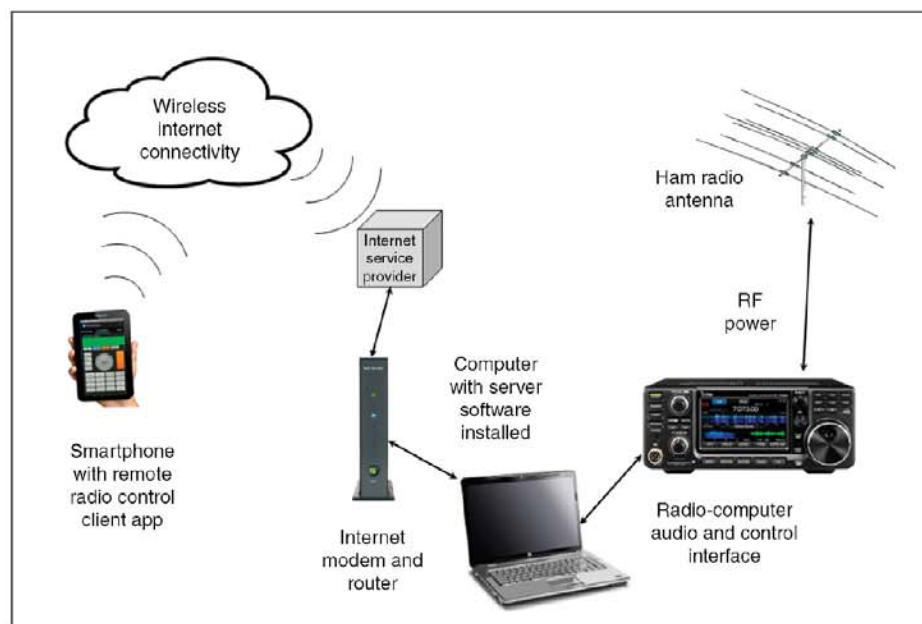 Wireless
internet
connectivity
Ham radio
antenna
Internet
service
provider
RF
power
Computer
with server
software
installed
Smartphone
with remote
radio control
client app
Internet
modem and
router
Radio-computer
audio and control
interface